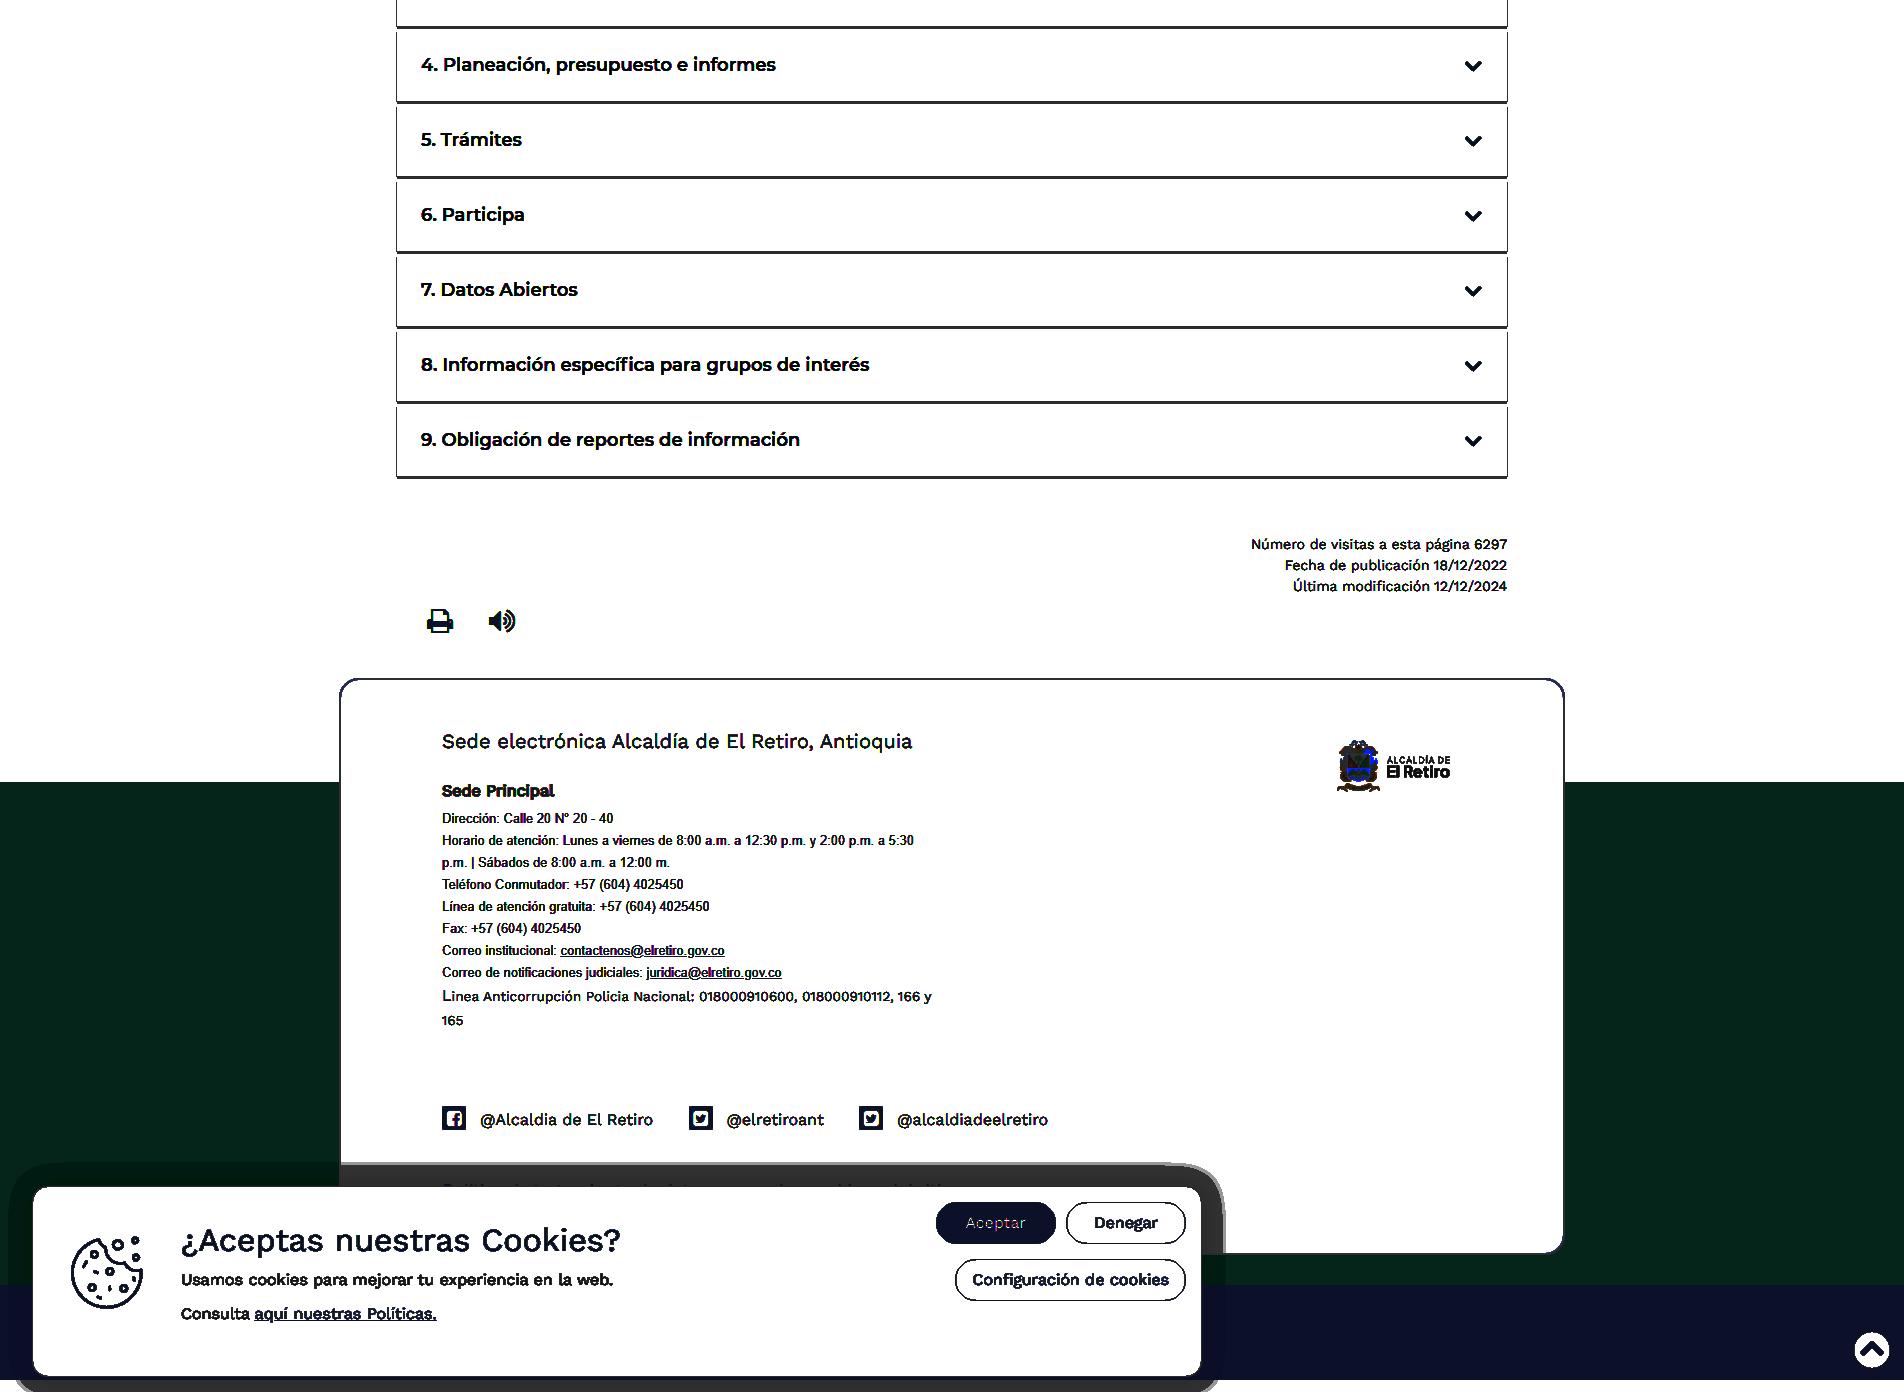 4. Planeación, presupuesto e informes
5. Trámites
6. Participa
7. Datos Abiertos
8. Información específica para grupos de interés
9. Obligación de reportes de información
Número de visitas a esta página 6297
Fecha de publicación 18/12/2022
Última modificación 12/12/2024
Sede electrónica Alcaldía de El Retiro, Antioquia
ALCALDÍA DE
El Retiro
Sede Principal
Dirección: Calle 20 N° 20 - 40
Horario de atención: Lunes a viernes de 8:00 a.m. a 12:30 p.m. y 2:00 p.m. a 5:30
p.m. | Sábados de 8:00 a.m. a 12:00 m.
Teléfono Conmutador: +57 (604) 4025450
Línea de atención gratuita: +57 (604) 4025450
Fax: +57 (604) 4025450
Correo institucional: contactenos@elretiro.gov.co
Correo de notificaciones judiciales: juridica@elretiro.gov.co
Linea Anticorrupción Policia Nacional: 018000910600, 018000910112, 166 y
165
@Alcaldia de El Retiro @elretiroant @alcaldiadeelretiro
¿Aceptas nuestras Cookies?
Usamos cookies para mejorar tu experiencia en la web.
Consulta aquí nuestras Políticas.
Aceptar Denegar
Configuración de cookies